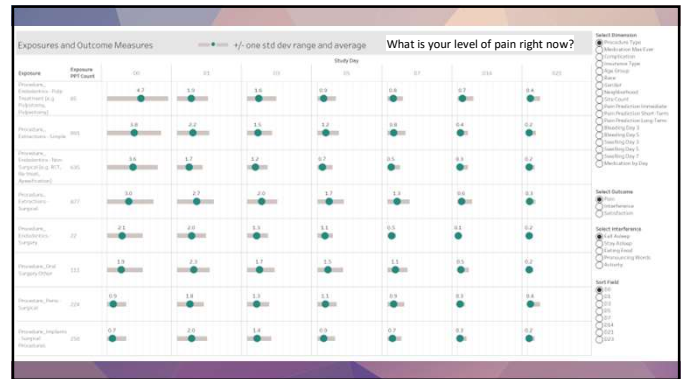 Exposures and Outcome Measures
+/- one std dev range and average
What is your level of pain right now?
Study Day
Exposure
Exposure
PPT Count
D0
D1
D3
D5
D7
D14
D21
Procedure_
Endodontics - Pulp
Treatment (e.g.
Pulpotomy,
Pulpectomy)
4.7
3.9
1.6
0.9
0.8
0.7
0.4
Procedure_
Extractions - Simple
3.8
2.2
1.5
1.2
0.8
0.4
0.2
Procedure_
Endodontics - Non-
Surgical (e.g. RCT,
Re-treat,
Apexification)
3.6
1.7
1.2
0.7
0.5
0.3
0.2
Procedure_
Extractions -
Surgical
3.0
2.7
2.0
1.7
1.3
0.6
0.3
Procedure_
Endodontics -
Surgery
22
2.1
2.0
1.3
1.1
0.5
0.1
0.2
Procedure_Oral
Surgery Other
1.9
2.3
1.7
1.5
1.1
0.5
0.2
Procedure_Perio -
Surgical
0.9
1.8
1.3
1.1
0.9
0.3
0.4
Procedure_Implants
- Surgical
Procedures
0.7
2.0
1.4
0.9
0.7
0.2
0.2
Select Dimension
Procedure Type
Medication Max Ever
Complication
Insurance Type
Age Group
Race
Gender
Neighborhood
Site Count
Pain Prediction Immediate
Pain Prediction Short-Term
Pain Prediction Long Term
Bleeding Day 3
Bleeding Day 5
Swelling Day 3
Swelling Day 5
Swelling Day 7
Medication by Day
Select Outcome
Pain
Interference
Satisfaction
Select Interference
Fall Asleep
Stay Asleep
Eating Food
Pronouncing Words
Activity
Sort Field
D0
D1
D3
D5
D7
D14
D21